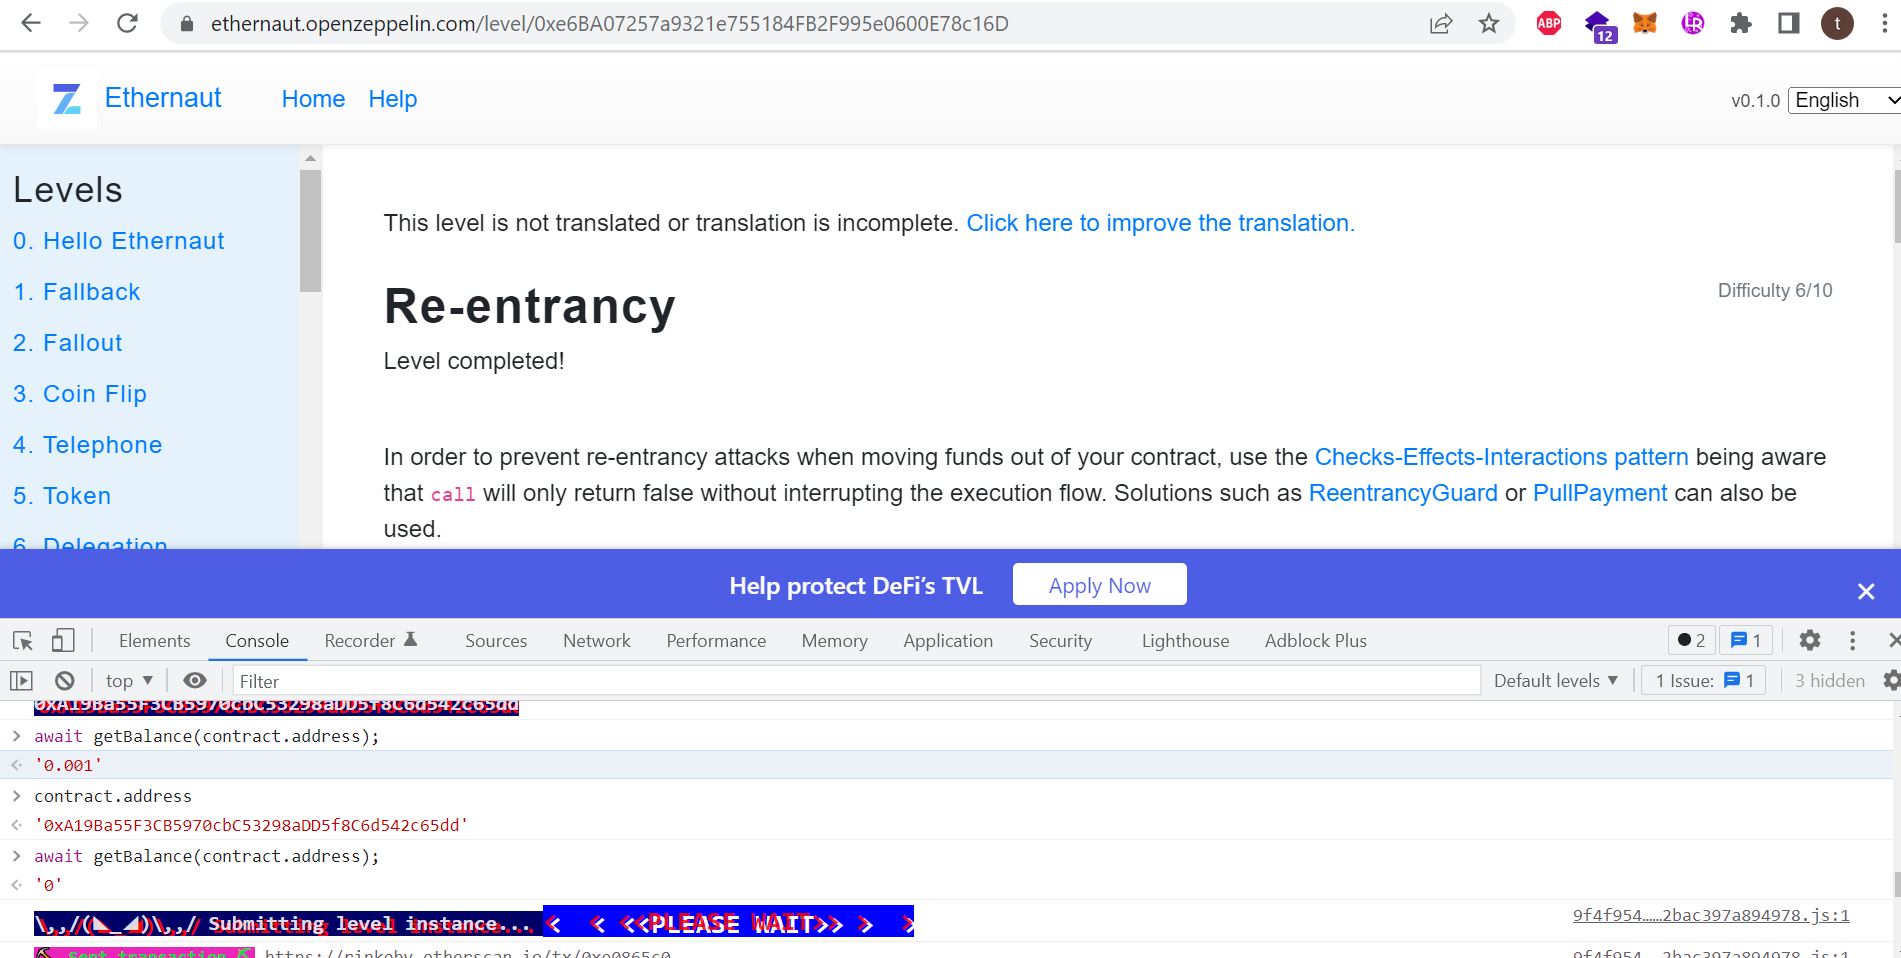 ethernaut.openzeppelin.com/level/0xe6BA07257a9321e755184FB2F995e0600E78c16D
ABP
12
t
Ethernaut
Home
Help
v0.1.0
English
Levels
0. Hello Ethernaut
1. Fallback
2. Fallout
3. Coin Flip
4. Telephone
5. Token
6. Delegation
This level is not translated or translation is incomplete. Click here to improve the translation.
Re-entrancy
Difficulty 6/10
Level completed!
In order to prevent re-entrancy attacks when moving funds out of your contract, use the Checks-Effects-Interactions pattern being aware
that call will only return false without interrupting the execution flow. Solutions such as ReentrancyGuard or PullPayment can also be
used.
Help protect DeFi's TVL
Apply Now
Elements Console Recorder Sources Network Performance Memory Application Security Lighthouse Adblock Plus
2
1
top
Filter
Default levels
1 Issue: 1
3 hidden
0xA19Ba55F3CB5970cbC53298aDD5f8C6d542c65dd
> await getBalance(contract.address);
'0.001'
> contract.address
'0xA19Ba55F3CB5970cbC53298aDD5f8C6d542c65dd'
> await getBalance(contract.address);
'0'
\,,/(◣_◢)\,,/ Submitting level instance... < < <<PLEASE WAIT>> > >
9f4f954……2bac397a894978.js:1
Sent transaction https://rinkeby.etherscan.io/tx/0xe0865c0
9f4f954……2bac397a894978.js:1